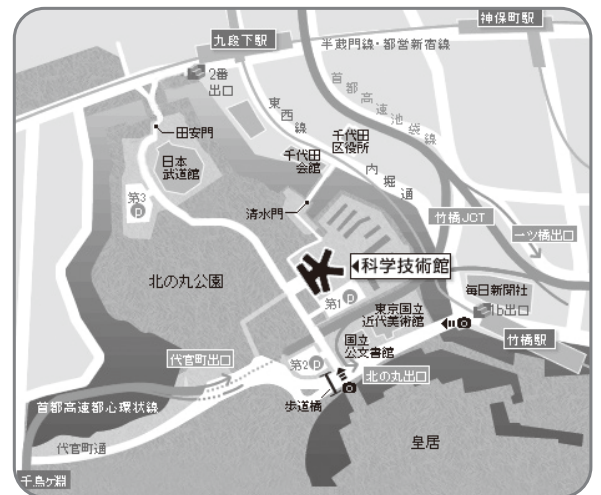 神保町駅
九段下駅
半蔵門線・都営新宿線
2番
出口
首都高速池袋線
東西線
田安門
千代田
区役所
日本
武道館
千代田
会館
内堀通
第3
P
清水門
竹橋JCT
一ツ橋出口
科学技術館
北の丸公園
毎日新聞社
第1
P
東京国立
近代美術館
1b出口
竹橋駅
国立
公文書館
代官町出口
第2
P
北の丸出口
首都高速都心環状線
歩道橋
代官町通
皇居
千鳥ヶ淵